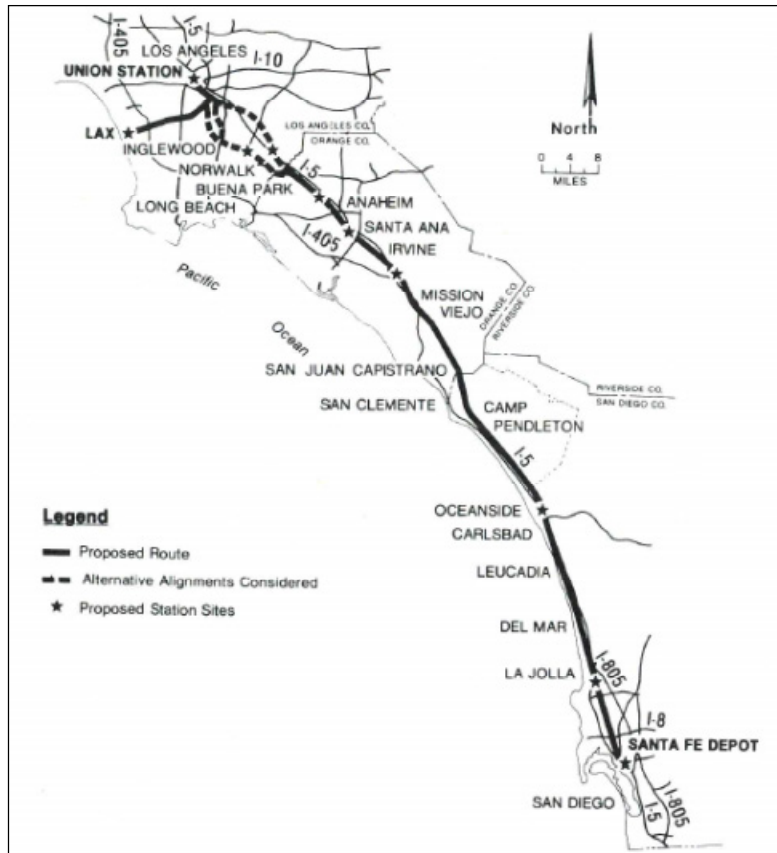 I-405
I-5
LOS ANGELES
I-10
UNION STATION
North
0 4 8
MILES
LAX
LOS ANGELES CO.
ORANGE CO.
INGLEWOOD
NORWALK
I-5
BUENA PARK
ANAHEIM
LONG BEACH
SANTA ANA
I-405
IRVINE
Pacific
Ocean
MISSION
VIEJO
ORANGE CO.
RIVERSIDE CO.
SAN JUAN CAPISTRANO
RIVERSIDE CO.
SAN DIEGO CO.
SAN CLEMENTE
CAMP
PENDLETON
I-5
OCEANSIDE
CARLSBAD
Legend
Proposed Route
Alternative Alignments Considered
Proposed Station Sites
LEUCADIA
DEL MAR
LA JOLLA
I-805
I-8
SANTA FE DEPOT
SAN DIEGO
I-5
I-805